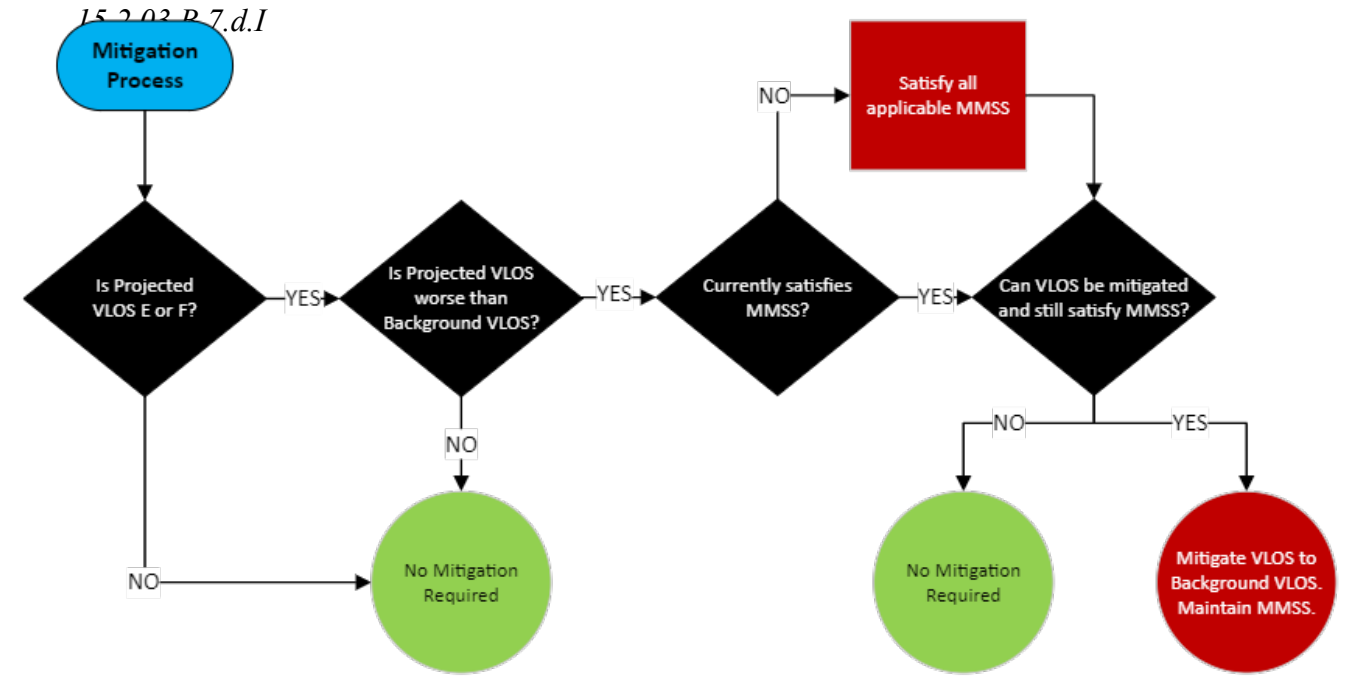 15.2.03.B.7.d.I
Mitigation
Process
NO
Satisfy all
applicable MMSS
Is Projected
VLOS E or F?
YES
Is Projected VLOS
worse than
Background VLOS?
YES
Currently satisfies
MMSS?
YES
Can VLOS be mitigated
and still satisfy MMSS?
NO
NO
YES
NO
No Mitigation
Required
No Mitigation
Required
Mitigate VLOS to
Background VLOS.
Maintain MMSS.